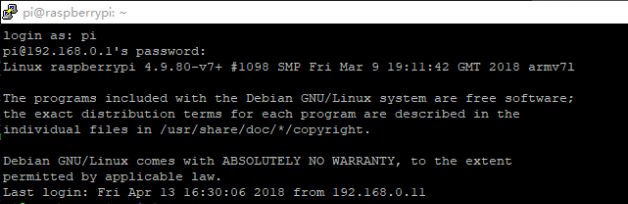 pi@raspberrypi: ~
login as: pi
pi@192.168.0.1's password:
Linux raspberrypi 4.9.80-v7+ #1098 SMP Fri Mar 9 19:11:42 GMT 2018 armv7l
The programs included with the Debian GNU/Linux system are free software;
the exact distribution terms for each program are described in the
individual files in /usr/share/doc/*/copyright.
Debian GNU/Linux comes with ABSOLUTELY NO WARRANTY, to the extent
permitted by applicable law.
Last login: Fri Apr 13 16:30:06 2018 from 192.168.0.11